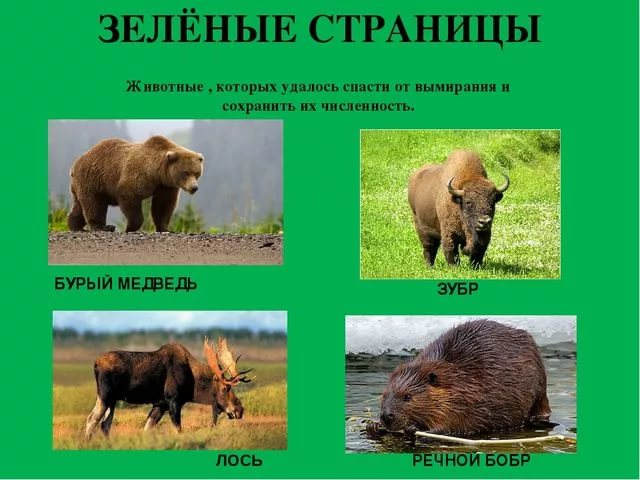 ЗЕЛЁНЫЕ СТРАНИЦЫ
Животные , которых удалось спасти от вымирания и
сохранить их численность.
БУРЫЙ МЕДВЕДЬ
ЗУБР
ЛОСЬ
РЕЧНОЙ БОБР